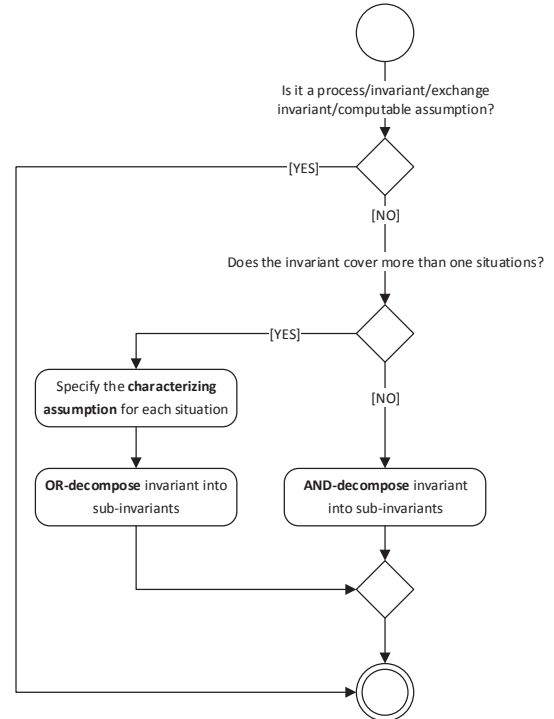 Is it a process/invariant/exchange
invariant/computable assumption?
[YES]
[NO]
Does the invariant cover more than one situations?
[YES]
Specify the characterizing
assumption for each situation
[NO]
OR-decompose invariant into
sub-invariants
AND-decompose invariant
into sub-invariants